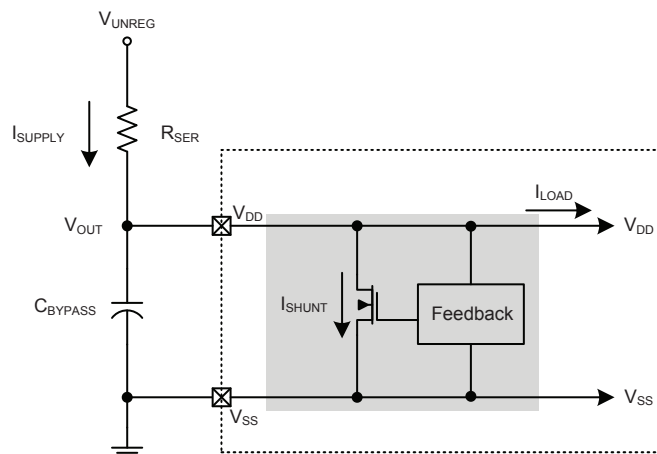 VUNREG
ISUPPLY
RSER
ILOAD
VDD
VOUT
VDD
ISHUNT
Feedback
CBYPASS
VSS
VSS